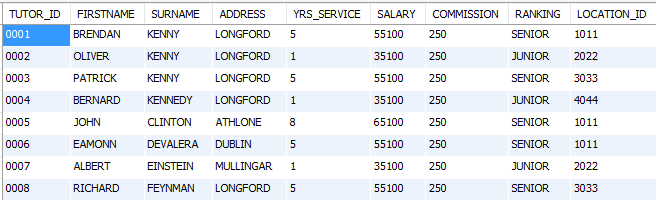 TUTOR_ID FIRSTNAME SURNAME ADDRESS YRS_SERVICE SALARY COMMISSION RANKING LOCATION_ID
0001 BRENDAN KENNY LONGFORD 5 55100 250 SENIOR 1011
0002 OLIVER KENNY LONGFORD 1 35100 250 JUNIOR 2022
0003 PATRICK KENNY LONGFORD 5 55100 250 SENIOR 3033
0004 BERNARD KENNEDY LONGFORD 1 35100 250 JUNIOR 4044
0005 JOHN CLINTON ATHLONE 8 65100 250 SENIOR 1011
0006 EAMONN DEVALERA DUBLIN 5 55100 250 SENIOR 1011
0007 ALBERT EINSTEIN MULLINGAR 1 35100 250 JUNIOR 2022
0008 RICHARD FEYNMAN LONGFORD 5 55100 250 SENIOR 3033